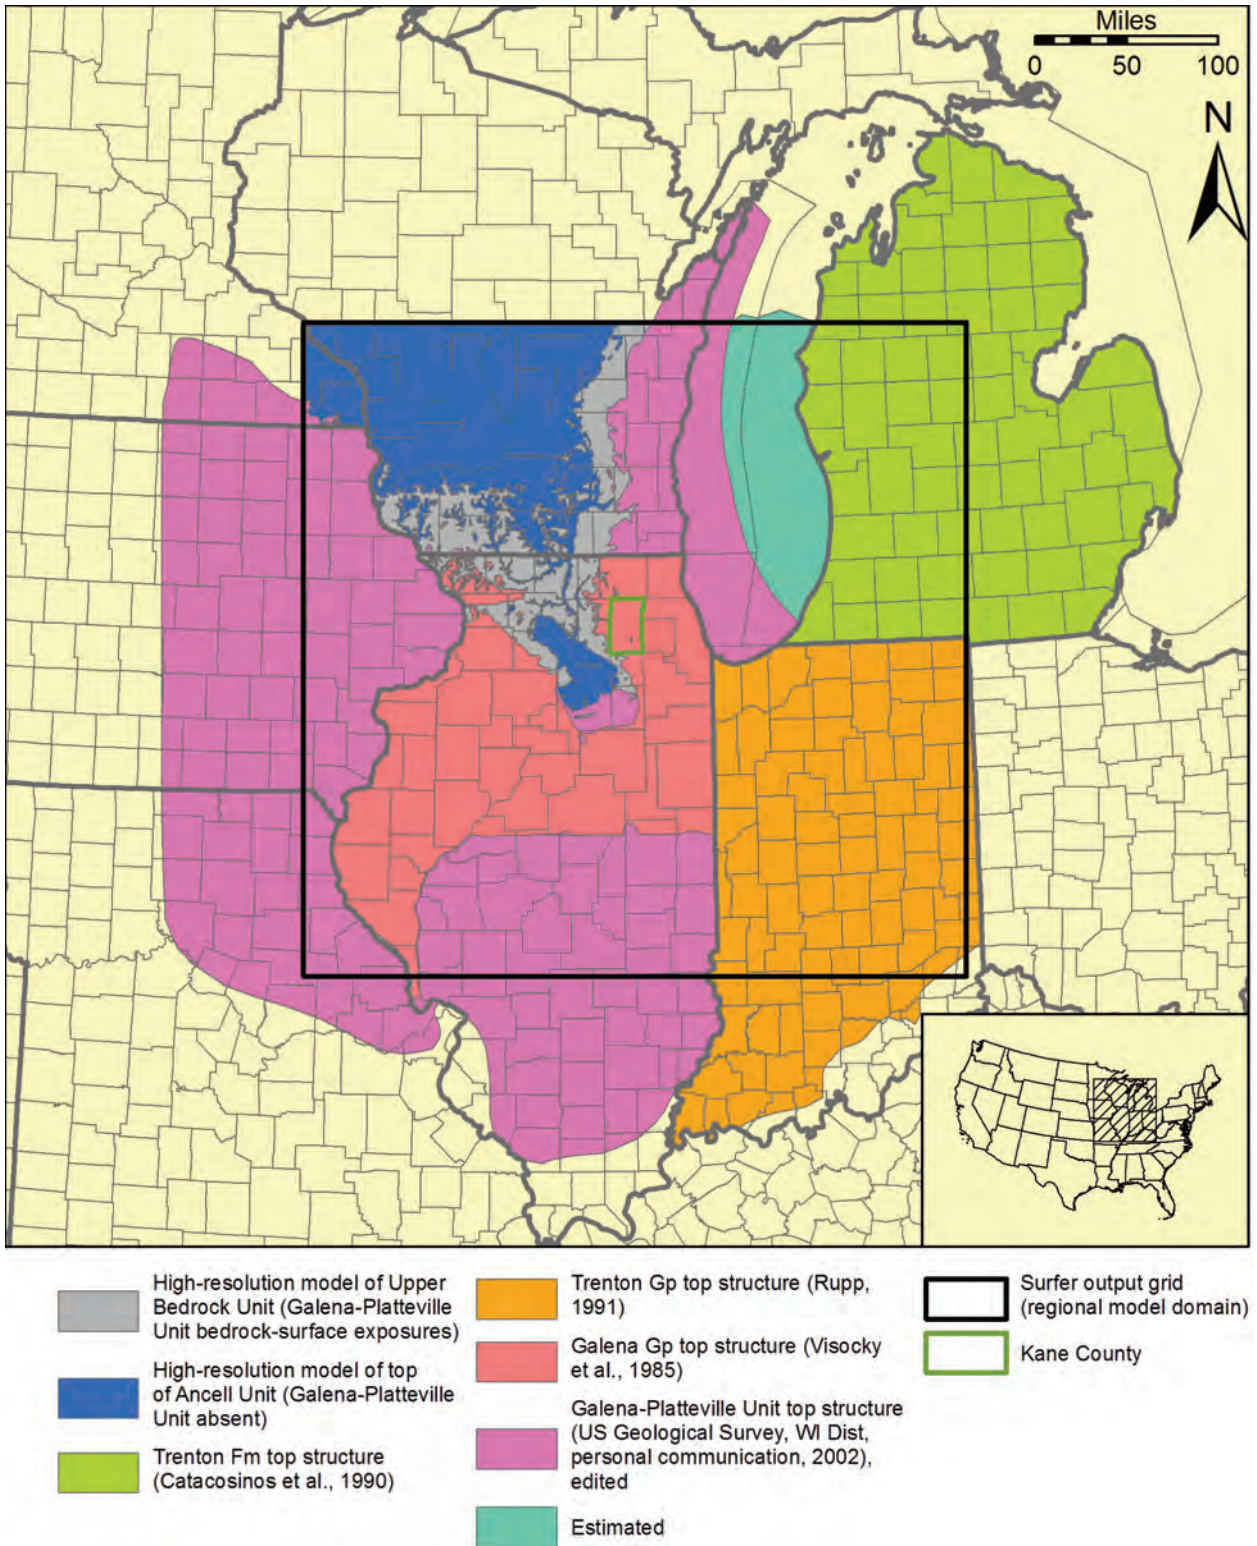 Miles
0 50 100
N
High-resolution model of Upper
Bedrock Unit (Galena-Platteville
Unit bedrock-surface exposures)
High-resolution model of top
of Ancell Unit (Galena-Platteville
Unit absent)
Trenton Fm top structure
(Catacosinos et al., 1990)
Trenton Gp top structure (Rupp,
1991)
Galena Gp top structure (Visocky
et al., 1985)
Galena-Platteville Unit top structure
(US Geological Survey, WI Dist,
personal communication, 2002),
edited
Estimated
Surfer output grid
(regional model domain)
Kane County